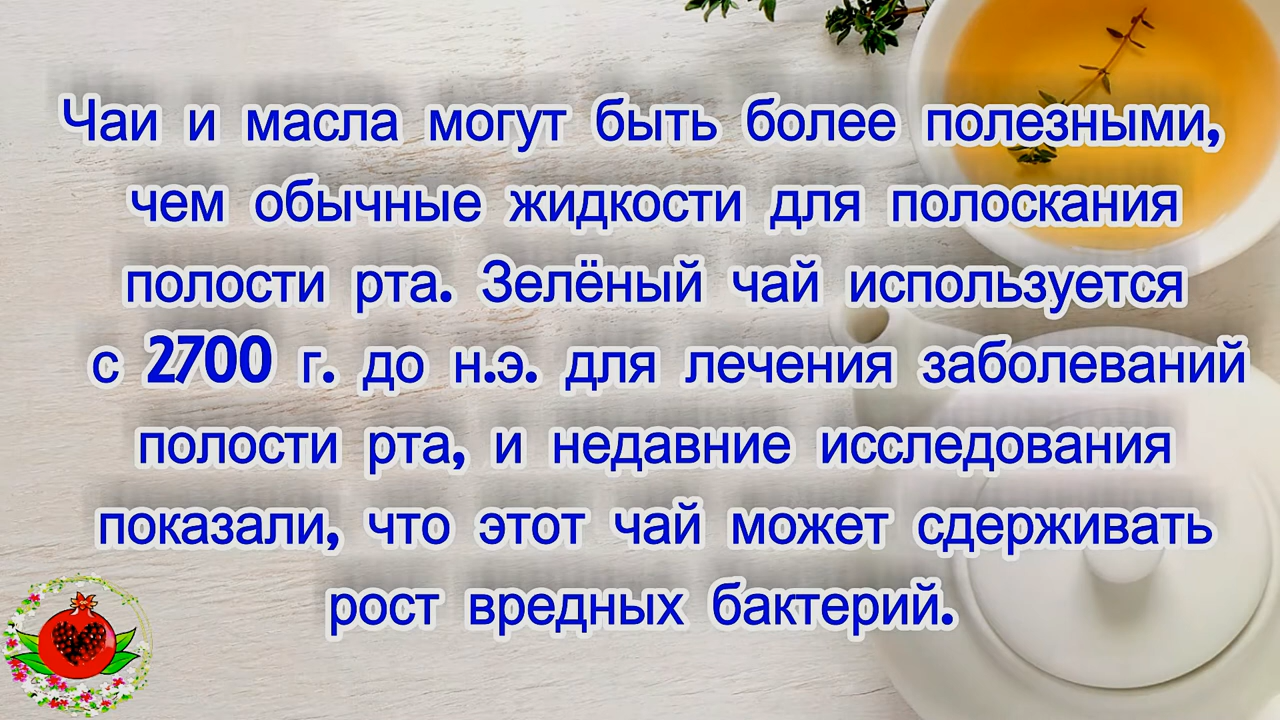 Чаи и масла могут быть более полезными,
чем обычные жидкости для полоскания
полости рта. Зелёный чай используется
с 2700 г. до н.э. для лечения заболеваний
полости рта, и недавние исследования
показали, что этот чай может сдерживать
рост вредных бактерий.